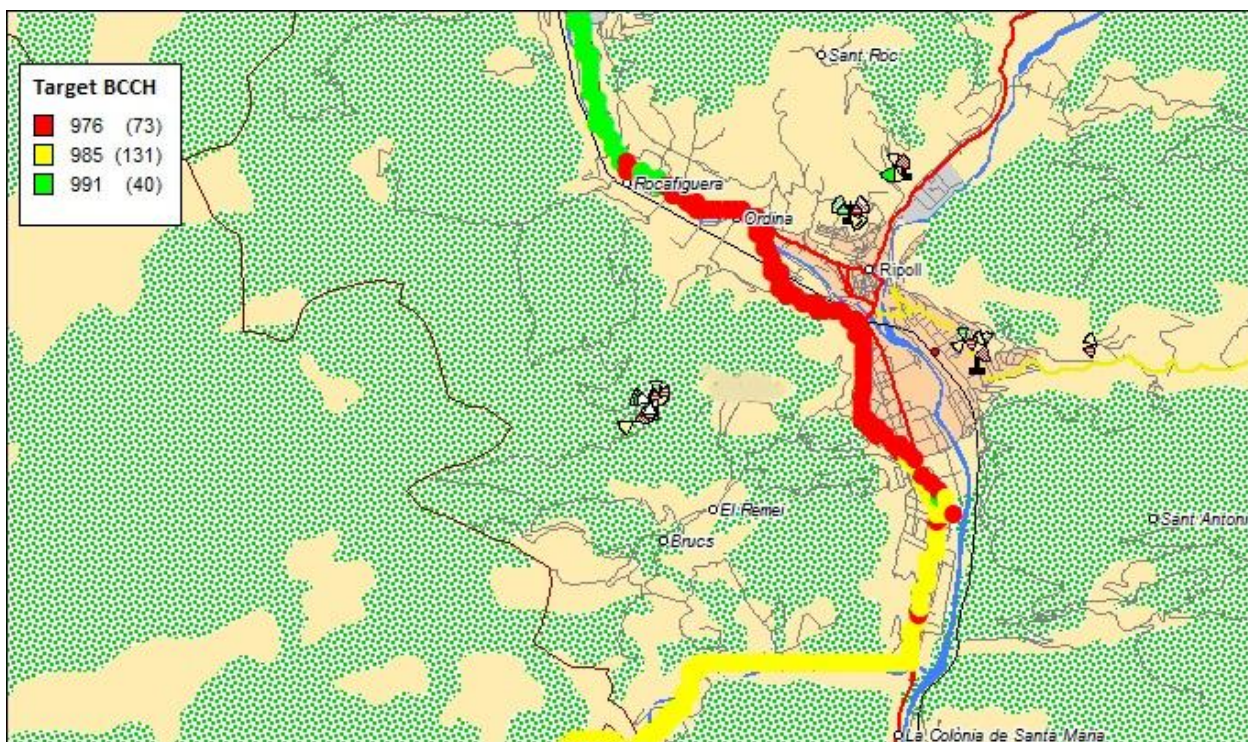 Target BCCH
976 (73)
985 (131)
991 (40)
Sant Roc
Rocafiguera
Ordina
Ripoll
El Remei
Brucs
Sant Antoni
La Colònia de Santa Maria